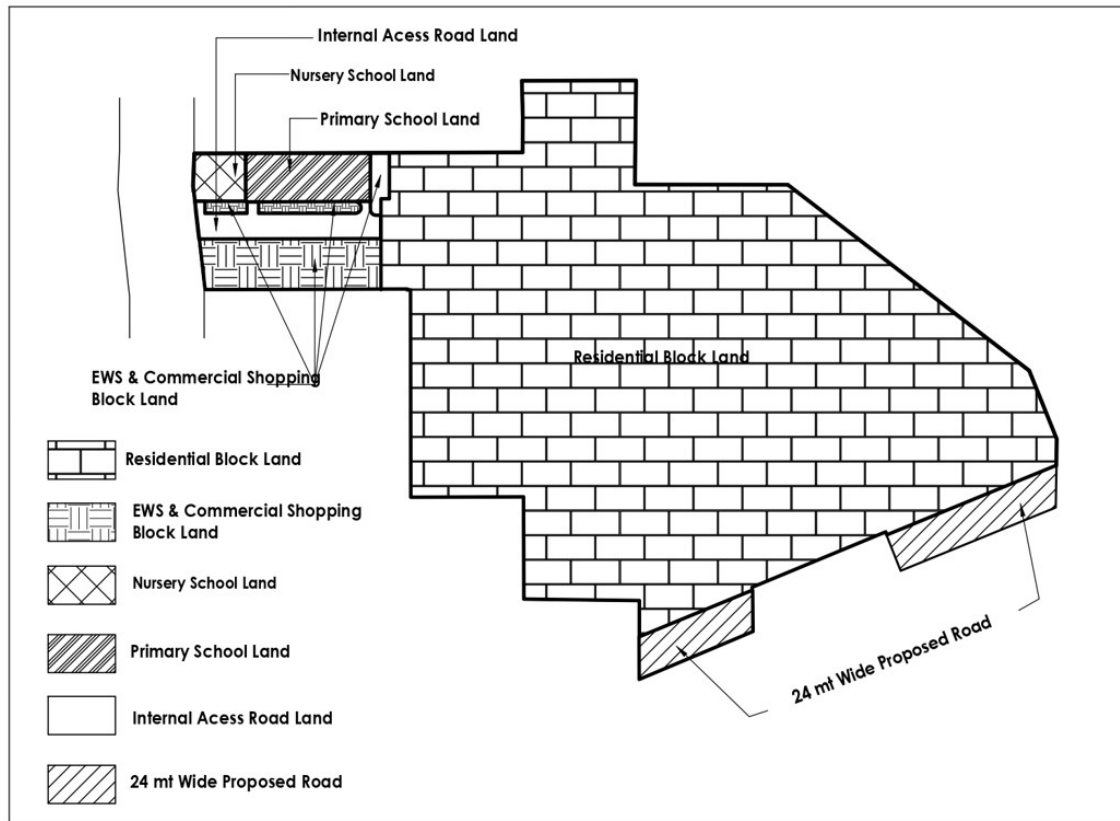 Internal Acess Road Land
Nursery School Land
Primary School Land
Residential Block Land
EWS & Commercial Shopping
Block Land
Residential Block Land
EWS & Commercial Shopping
Block Land
Nursery School Land
Primary School Land
Internal Acess Road Land
24 mt Wide Proposed Road
24 mt Wide Proposed Road